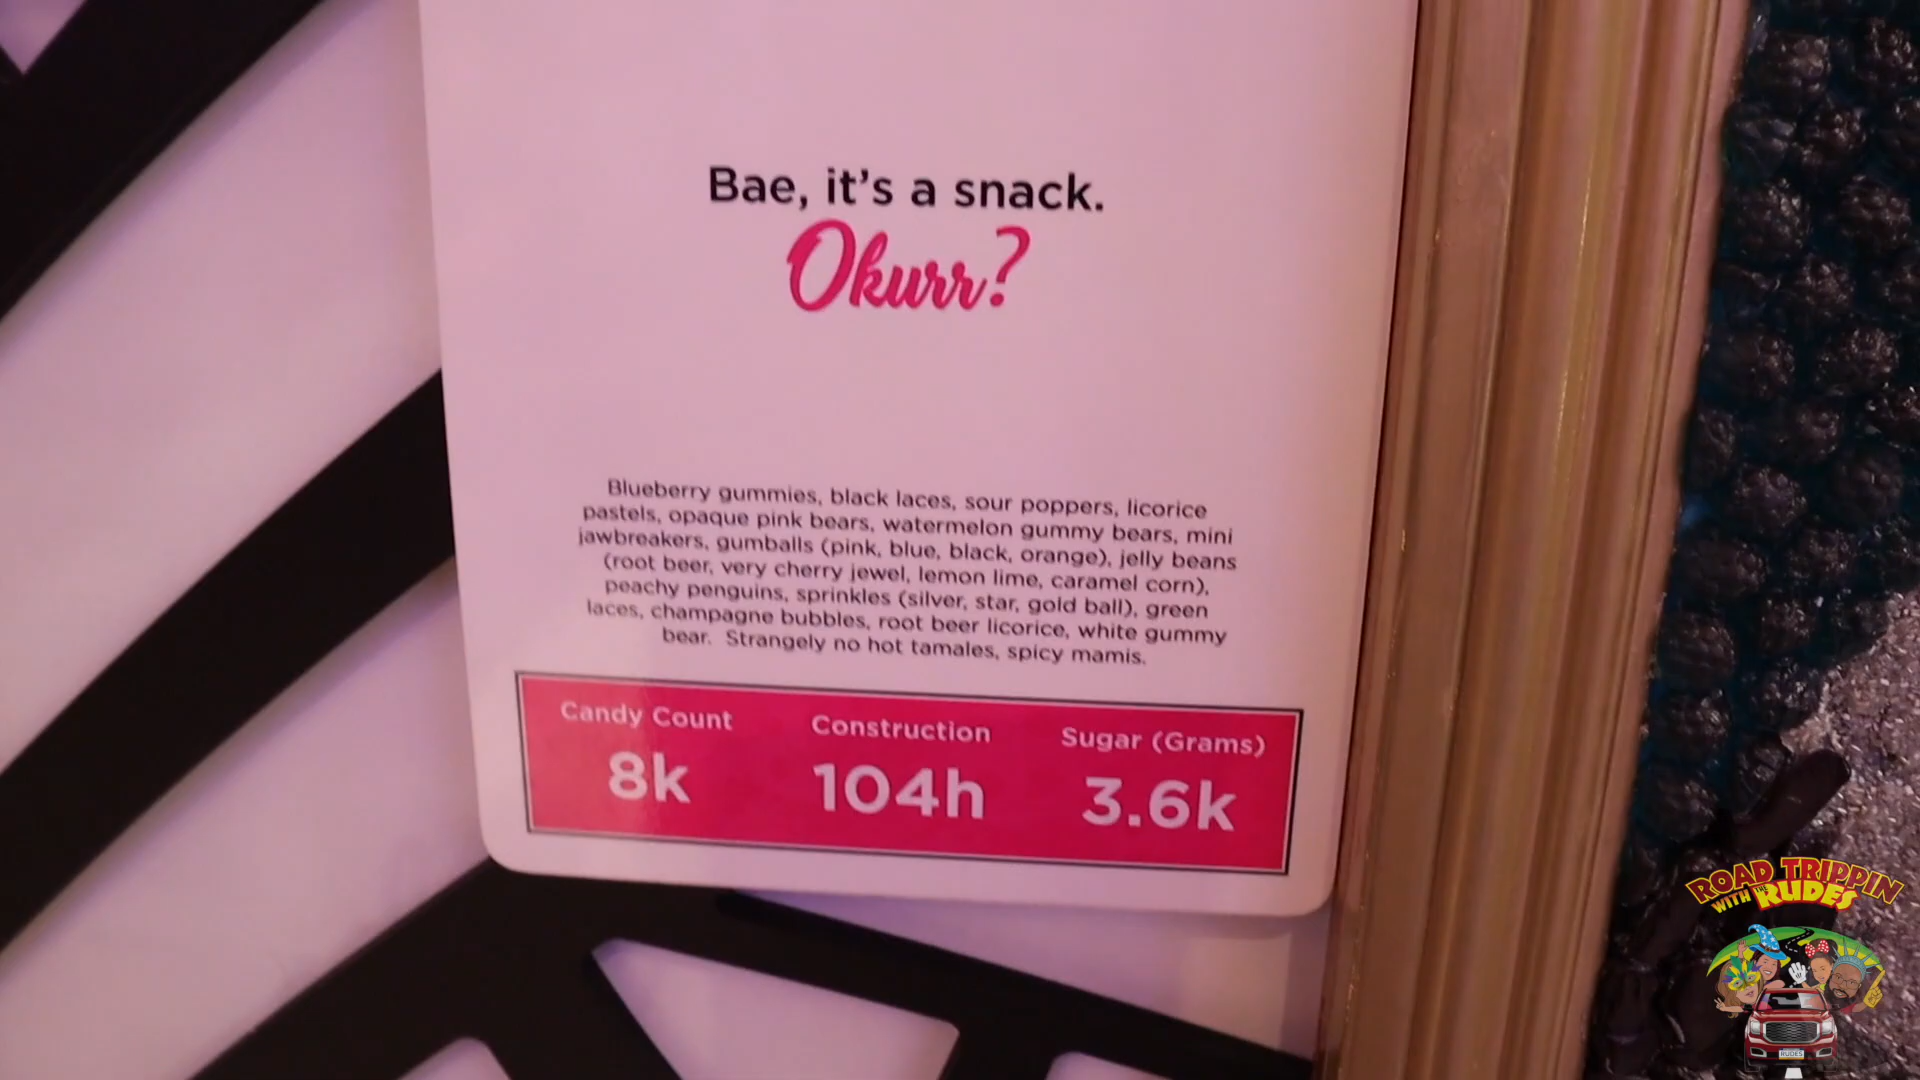 Bae, it's a snack.
Okurr?
Blueberry gummies, black laces, sour poppers, licorice
pastels, opaque pink bears, watermelon gummy bears, mini
jawbreakers, gumballs (pink, blue, black, orange), jelly beans
(root beer, very cherry jewel, lemon lime, caramel corn),
peachy penguins, sprinkles (silver, star, gold ball), green
laces, champagne bubbles, root beer licorice, white gummy
bear. Strangely no hot tamales, spicy mamis.
Candy Count Construction Sugar (Grams)
8k 104h 3.6k
ROAD TRIPPIN
WITH THE RUDES
RUDES